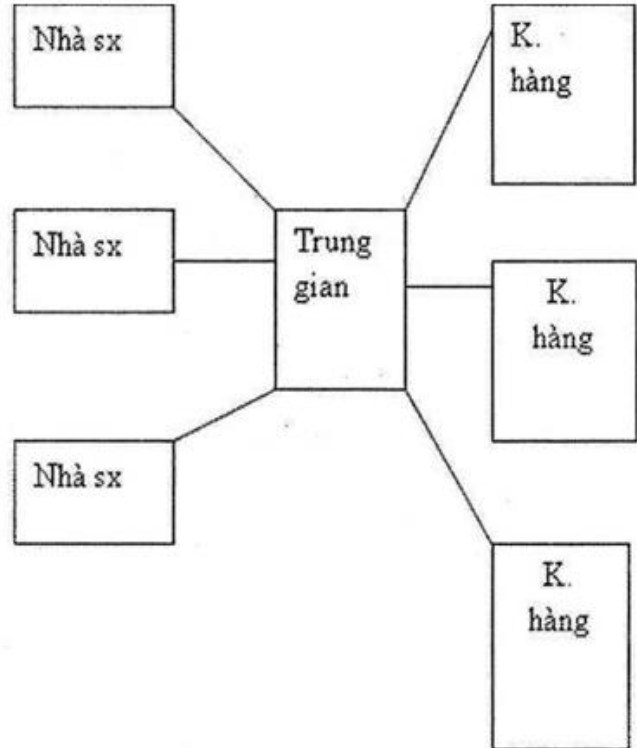 Nhà sx
K.
hàng
Nhà sx
Trung
gian
K.
hàng
Nhà sx
K.
hàng